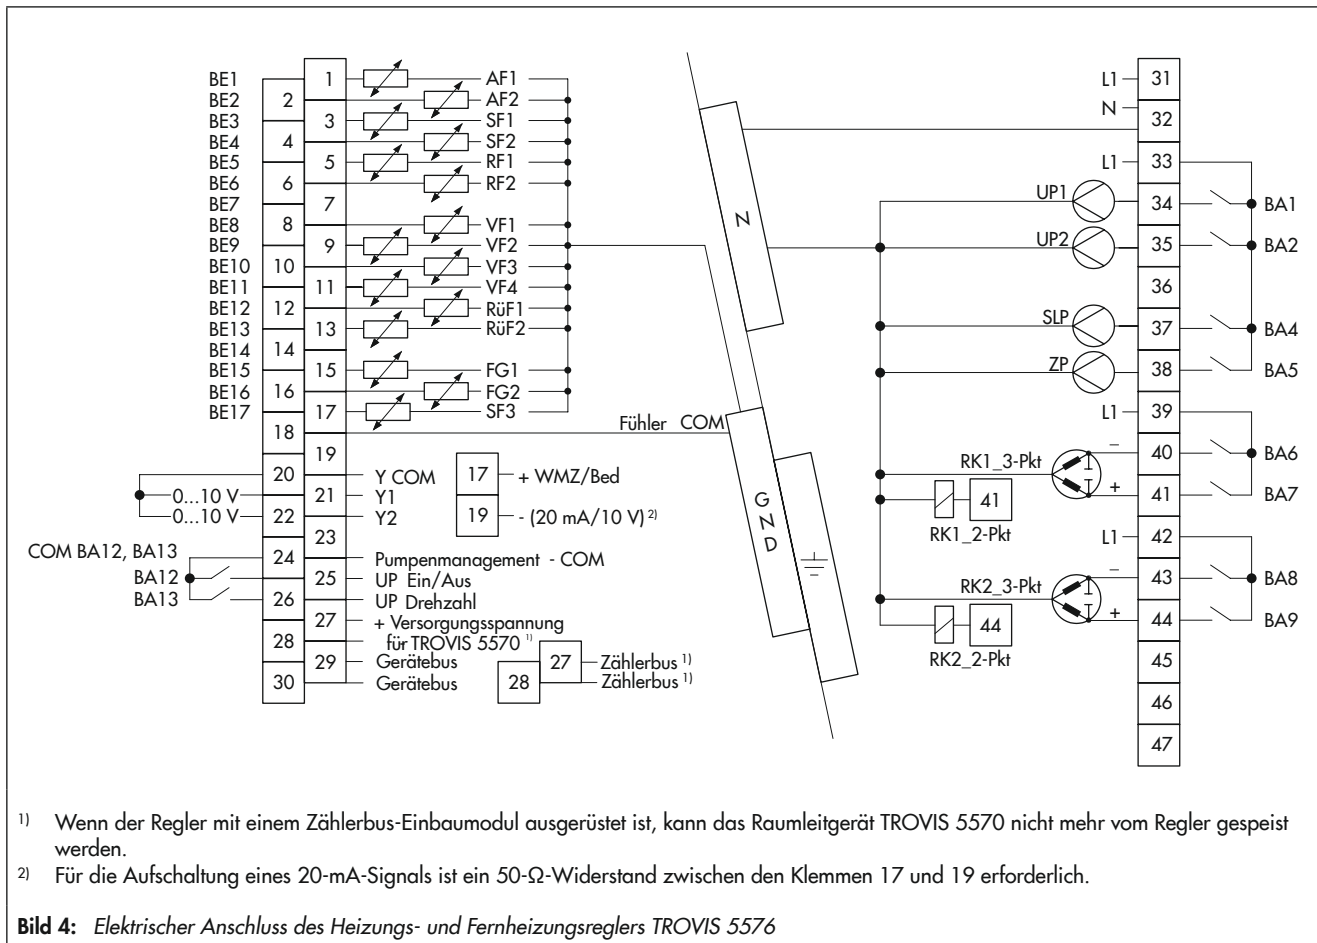 BE1 1 AF1
BE2 2 AF2
BE3 3 SF1
BE4 4 SF2
BE5 5 RF1
BE6 6 RF2
BE7 7
BE8 8 VF1
BE9 9 VF2
BE10 10 VF3
BE11 11 VF4
BE12 12 RüF1
BE13 13 RüF2
BE14 14
BE15 15 FG1
BE16 16 FG2
BE17 17 SF3
18 Fühler COM
19
20 Y COM
0...10 V 21 Y1
0...10 V 22 Y2
17 + WMZ/Bed
19 - (20 mA/10 V) 2)
23
COM BA12, BA13 24 Pumpenmanagement - COM
BA12 25 UP Ein/Aus
BA13 26 UP Drehzahl
27 + Versorgungsspannung
28 für TROVIS 5570 1)
29 Gerätebus
30 Gerätebus
27 Zählerbus 1)
28 Zählerbus 1)
N
GND
L1 31
N 32
L1 33
UP1 34 BA1
UP2 35 BA2
36
SLP 37 BA4
ZP 38 BA5
L1 39
RK1_3-Pkt − 40 BA6
+ 41 BA7
41
RK1_2-Pkt
L1 42
RK2_3-Pkt − 43 BA8
+ 44 BA9
44
RK2_2-Pkt
45
46
47
1) Wenn der Regler mit einem Zählerbus-Einbaumodul ausgerüstet ist, kann das Raumleitgerät TROVIS 5570 nicht mehr vom Regler gespeist
werden.
2) Für die Aufschaltung eines 20-mA-Signals ist ein 50-Ω-Widerstand zwischen den Klemmen 17 und 19 erforderlich.
Bild 4: Elektrischer Anschluss des Heizungs- und Fernheizungsreglers TROVIS 5576